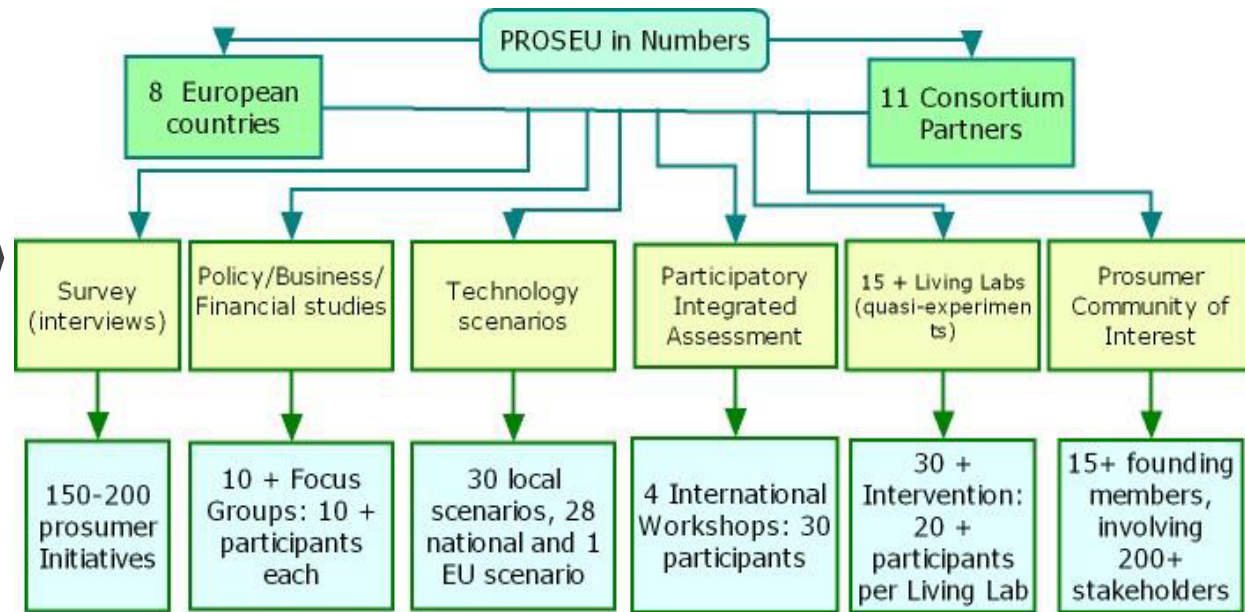 PROSEU in Numbers
8 European
countries
11 Consortium
Partners
Survey
(interviews)
Policy/Business/
Financial studies
Technology
scenarios
Participatory
Integrated
Assessment
15 + Living Labs
(quasi-experimen
ts)
Prosumer
Community of
Interest
150-200
prosumer
Initiatives
10 + Focus
Groups: 10 +
participants
each
30 local
scenarios, 28
national and 1
EU scenario
4 International
Workshops: 30
participants
30 +
Intervention:
20 +
participants
per Living Lab
15+ founding
members,
involving
200+
stakeholders